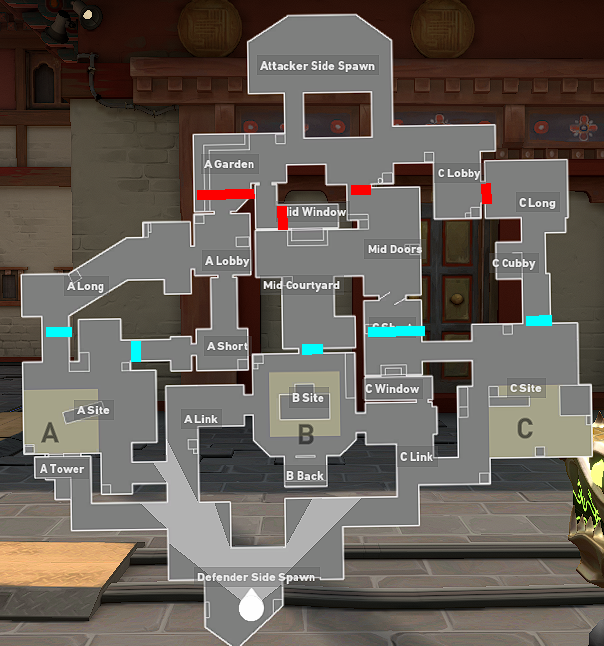 Attacker Side Spawn
A Garden
C Lobby
C Long
Mid Window
A Lobby
Mid Doors
C Cubby
A Long
Mid Courtyard
A Short
C Window
C Site
B Site
A Site
A Link
A
B
C
C Link
A Tower
B Back
Defender Side Spawn